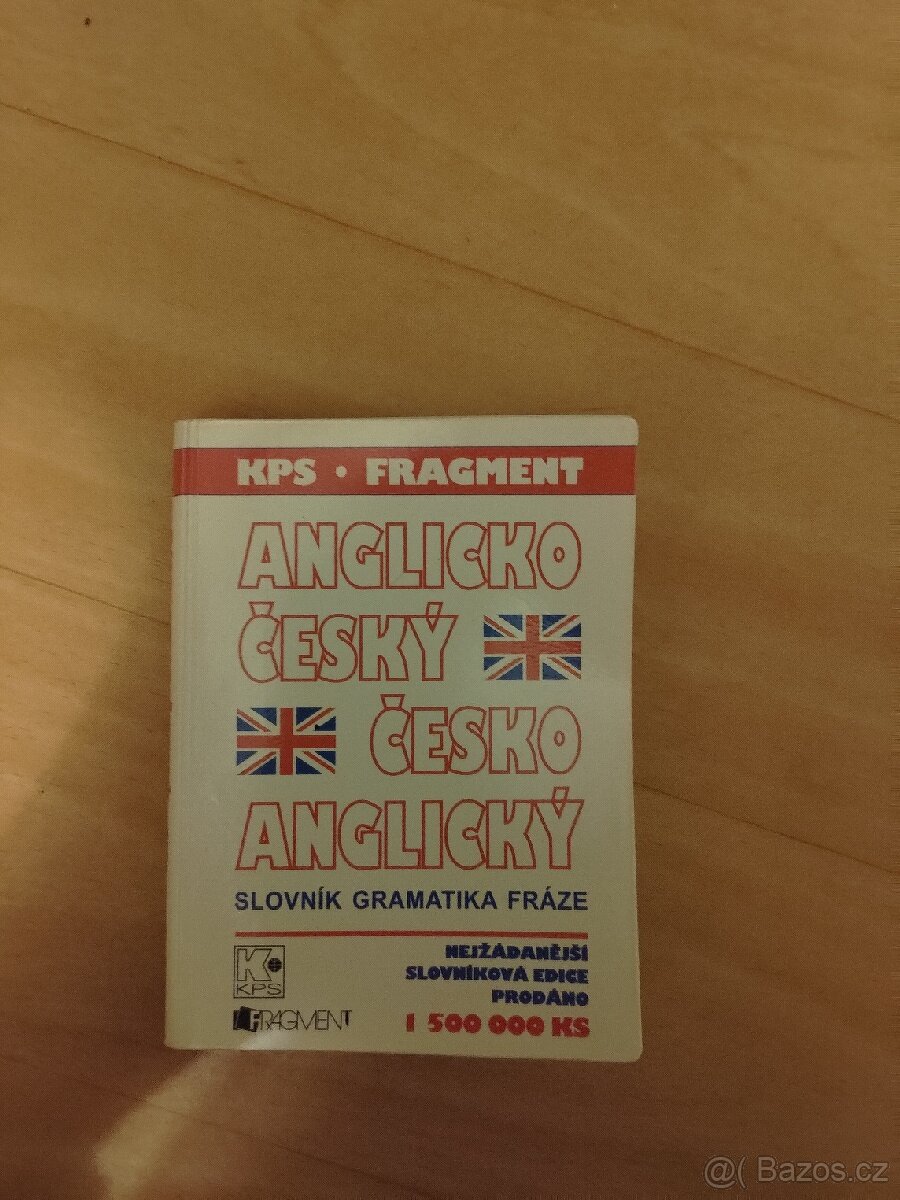 KPS • FRAGMENT
ANGLICKO
ČESKÝ
ČESKO
ANGLICKÝ
SLOVNÍK GRAMATIKA FRÁZE
NEJŽÁDANĚJŠÍ
SLOVNÍKOVÁ EDICE
PRODÁNO
1 500 000 KS
K
KPS
FRAGMENT
@( Bazos.cz